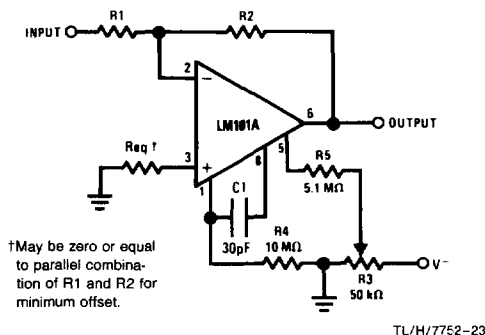 INPUT
R1
R2
2
−
LM101A
6
OUTPUT
Req †
3
+
1
8
5
C1
30pF
R5
5.1 MΩ
R4
10 MΩ
R3
50 kΩ
V−
†May be zero or equal
to parallel combina-
tion of R1 and R2 for
minimum offset.
TL/H/7752–23